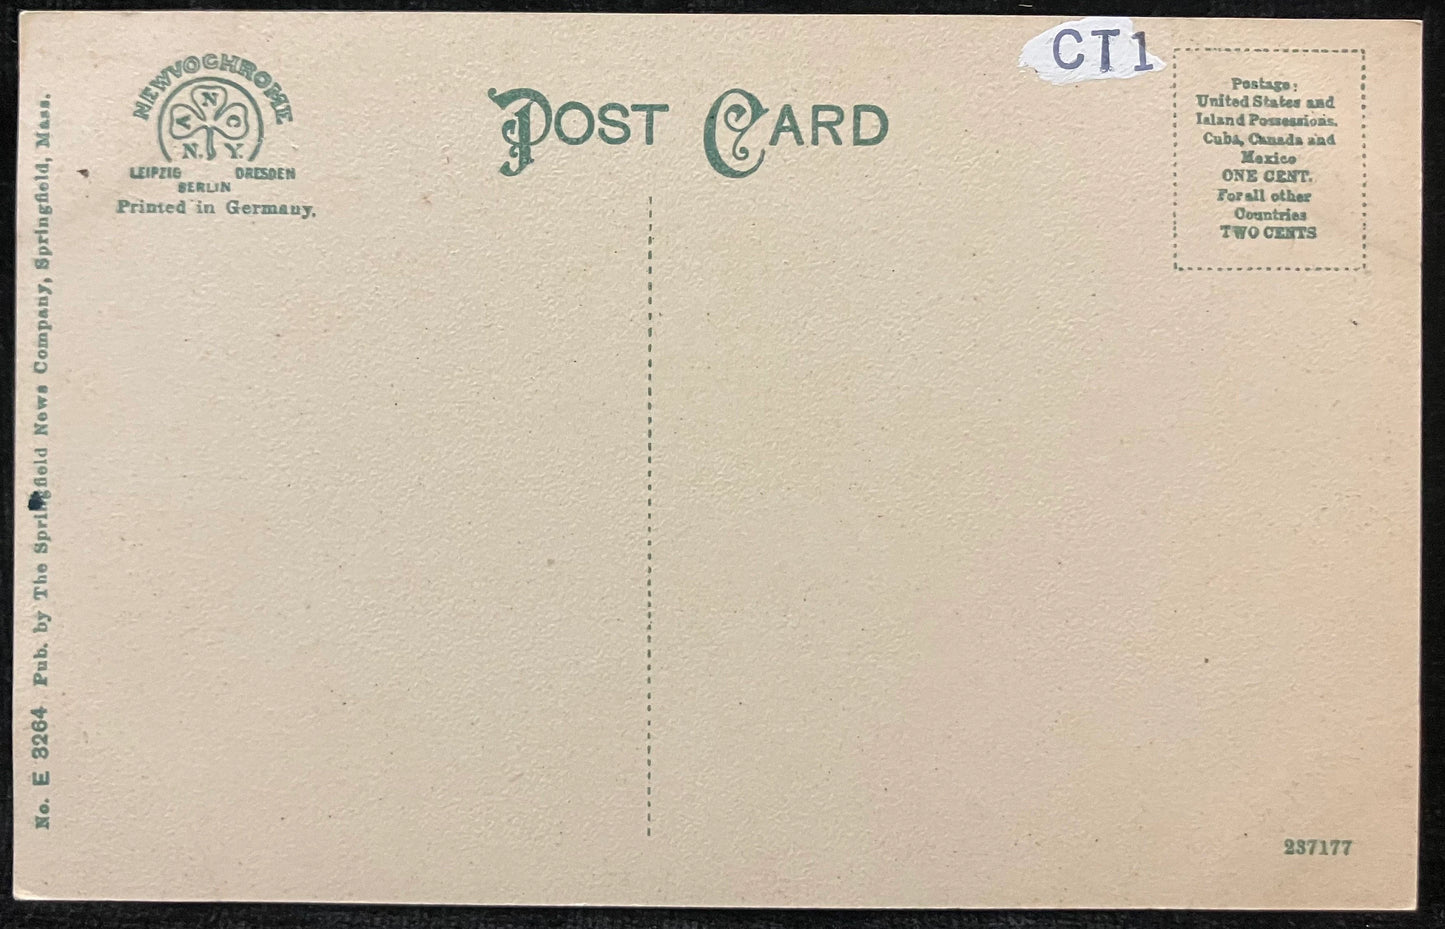 NEWVOCHROME
A N C
N. Y.
LEIPZIG DRESDEN
BERLIN
Printed in Germany.
POST CARD
CT1
Postage:
United States and
Island Possessions.
Cuba, Canada and
Mexico
ONE CENT.
For all other
Countries
TWO CENTS
No. E 3264 Pub. by The Springfield News Company, Springfield, Mass.
237177